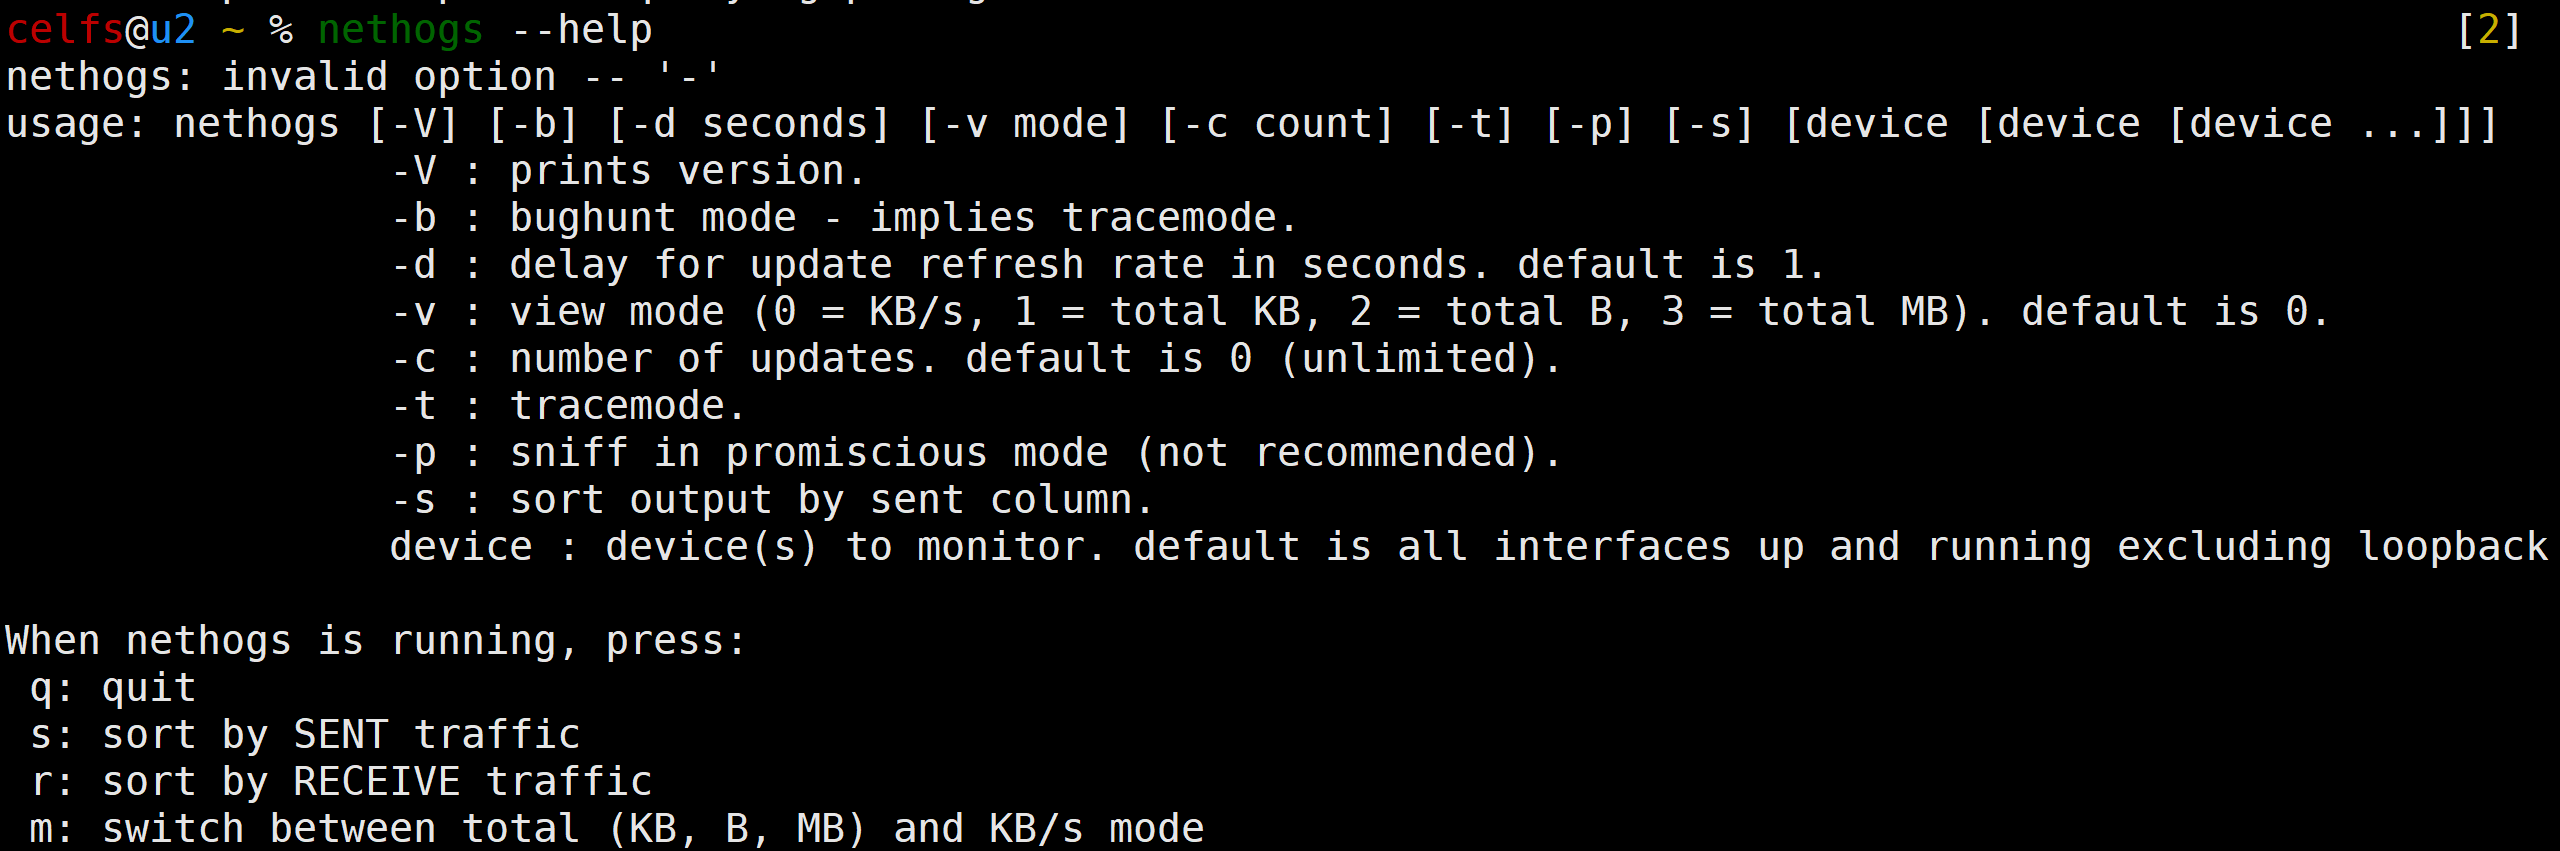 celfs@u2 ~ % nethogs --help [2]
nethogs: invalid option -- '-'
usage: nethogs [-V] [-b] [-d seconds] [-v mode] [-c count] [-t] [-p] [-s] [device [device [device ...]]]
-V : prints version.
-b : bughunt mode - implies tracemode.
-d : delay for update refresh rate in seconds. default is 1.
-v : view mode (0 = KB/s, 1 = total KB, 2 = total B, 3 = total MB). default is 0.
-c : number of updates. default is 0 (unlimited).
-t : tracemode.
-p : sniff in promiscious mode (not recommended).
-s : sort output by sent column.
device : device(s) to monitor. default is all interfaces up and running excluding loopback
When nethogs is running, press:
q: quit
s: sort by SENT traffic
r: sort by RECEIVE traffic
m: switch between total (KB, B, MB) and KB/s mode